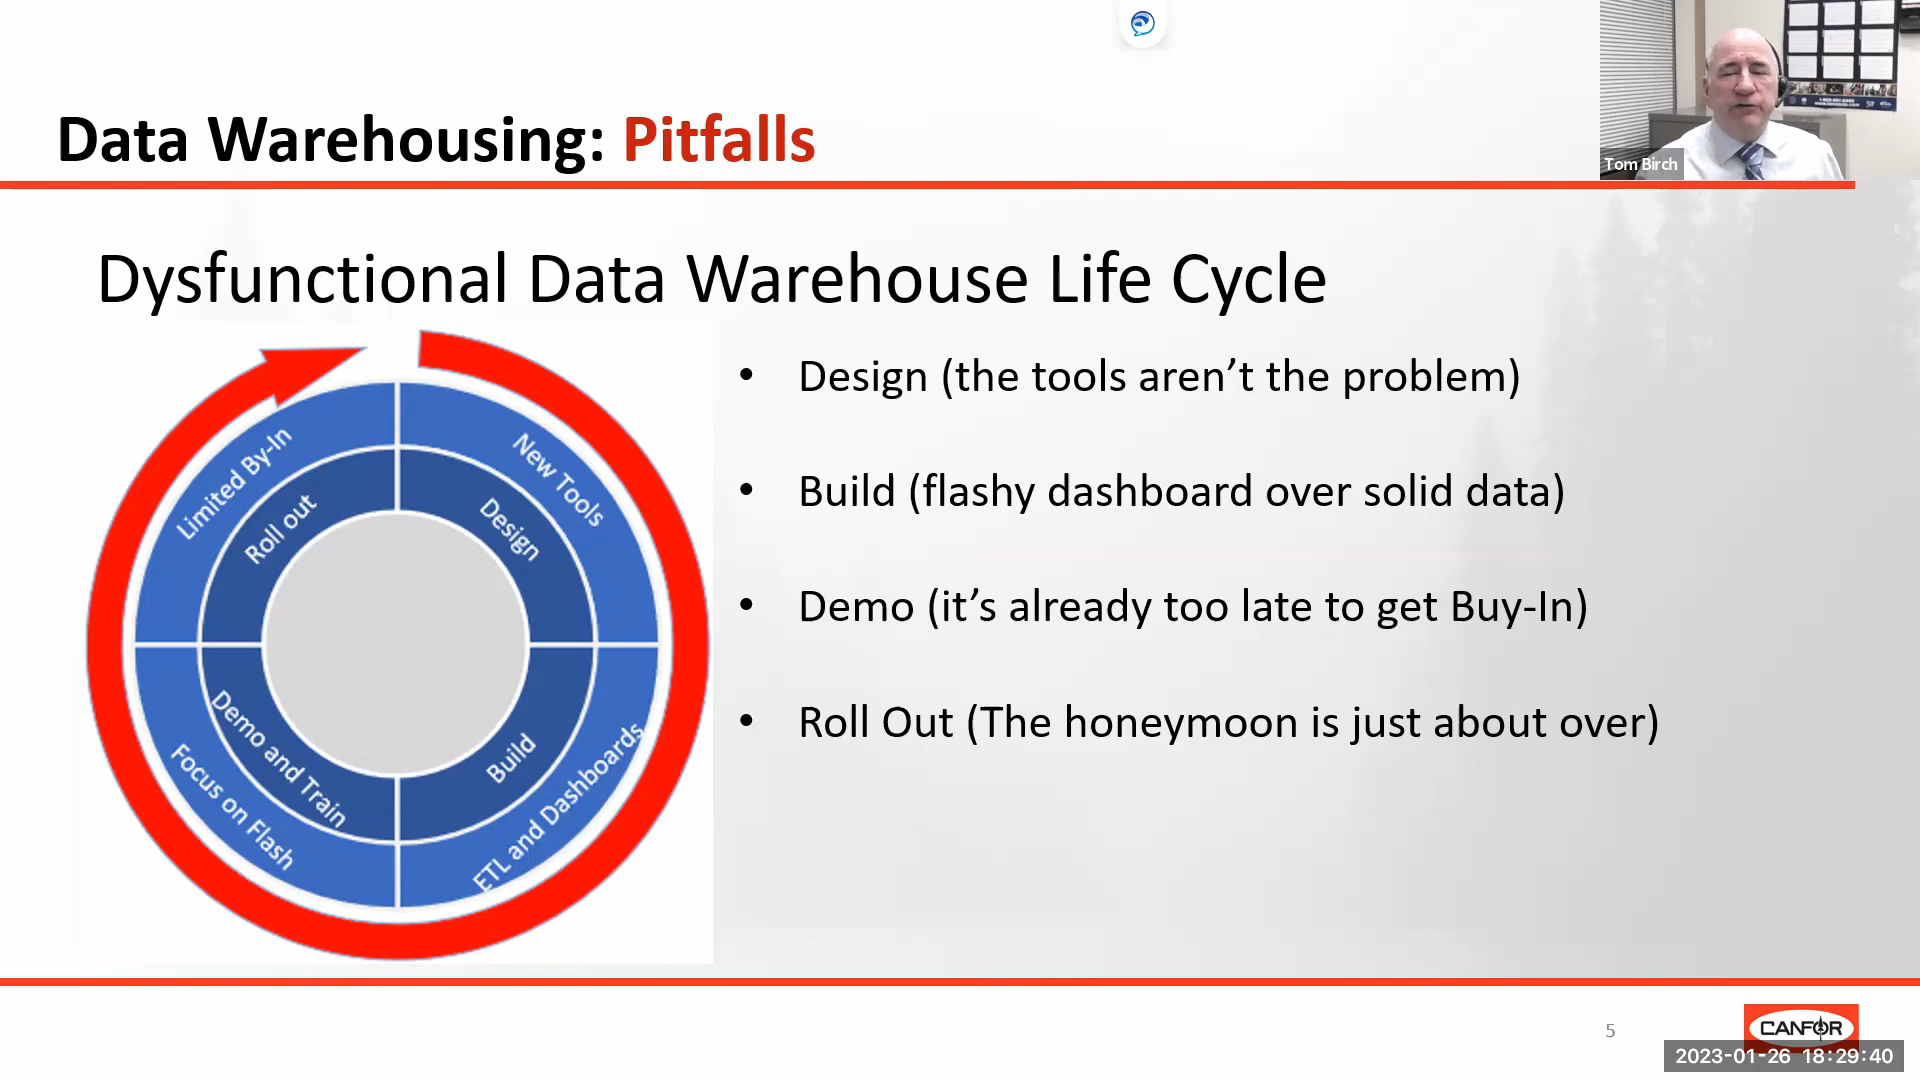 Data Warehousing: Pitfalls
Tom Birch
Dysfunctional Data Warehouse Life Cycle
Limited By-In
Roll out
New Tools
Design
Demo and Train
Focus on Flash
Build
ETL and Dashboards
• Design (the tools aren’t the problem)
• Build (flashy dashboard over solid data)
• Demo (it’s already too late to get Buy-In)
• Roll Out (The honeymoon is just about over)
5
CANFOR
2023-01-26 18:29:40